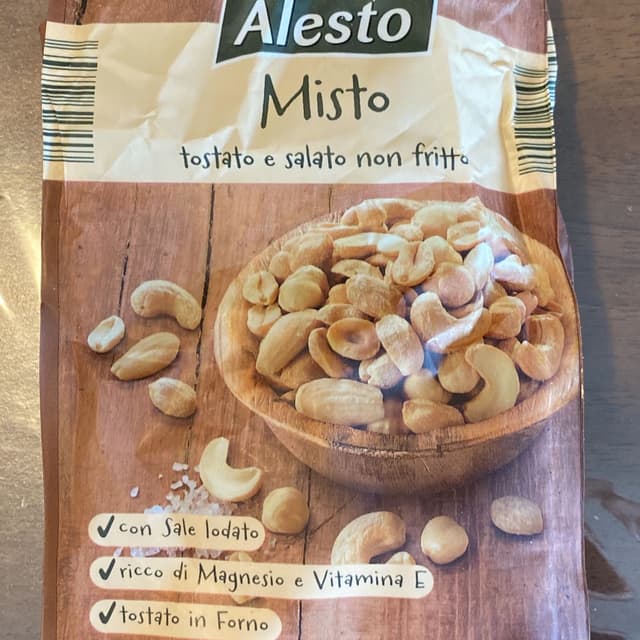 Alesto
Misto
tostato e salato non fritto
✓con Sale Iodato
✓ricco di Magnesio e Vitamina E
✓tostato in Forno